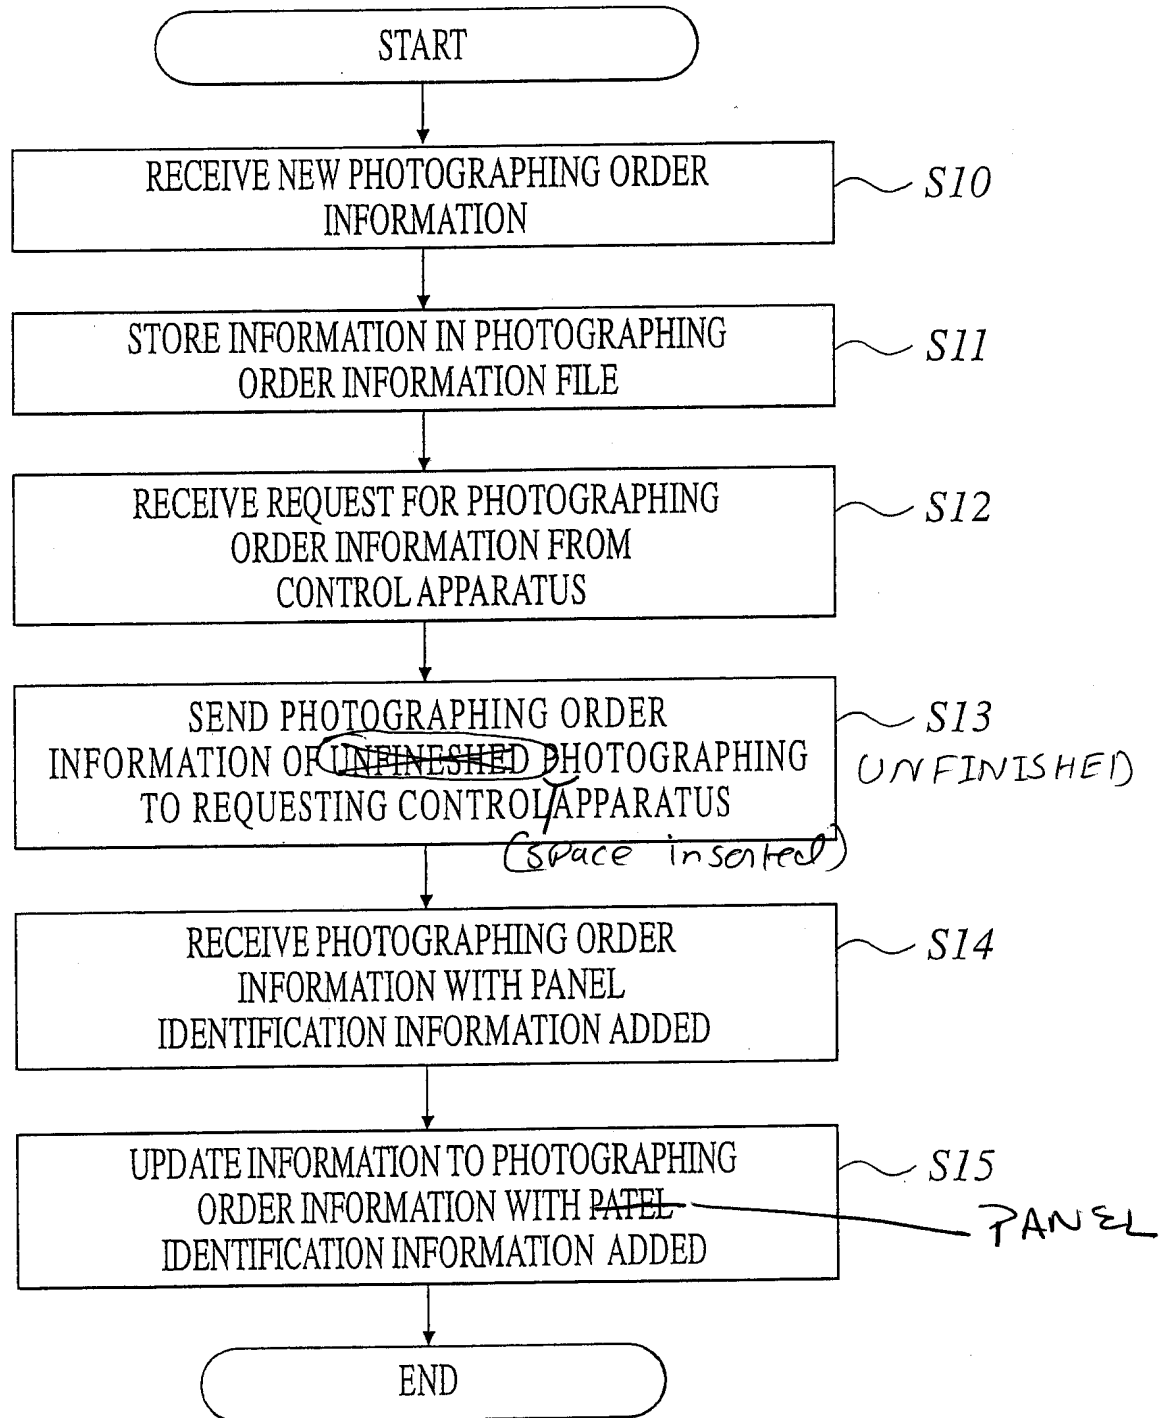 START
RECEIVE NEW PHOTOGRAPHING ORDER
INFORMATION
S10
STORE INFORMATION IN PHOTOGRAPHING
ORDER INFORMATION FILE
S11
RECEIVE REQUEST FOR PHOTOGRAPHING
ORDER INFORMATION FROM
CONTROL APPARATUS
S12
SEND PHOTOGRAPHING ORDER
INFORMATION OF UNFINESHED PHOTOGRAPHING
TO REQUESTING CONTROL APPARATUS
S13
UNFINISHED
(space inserted)
RECEIVE PHOTOGRAPHING ORDER
INFORMATION WITH PANEL
IDENTIFICATION INFORMATION ADDED
S14
UPDATE INFORMATION TO PHOTOGRAPHING
ORDER INFORMATION WITH PATEL
IDENTIFICATION INFORMATION ADDED
S15
PANEL
END